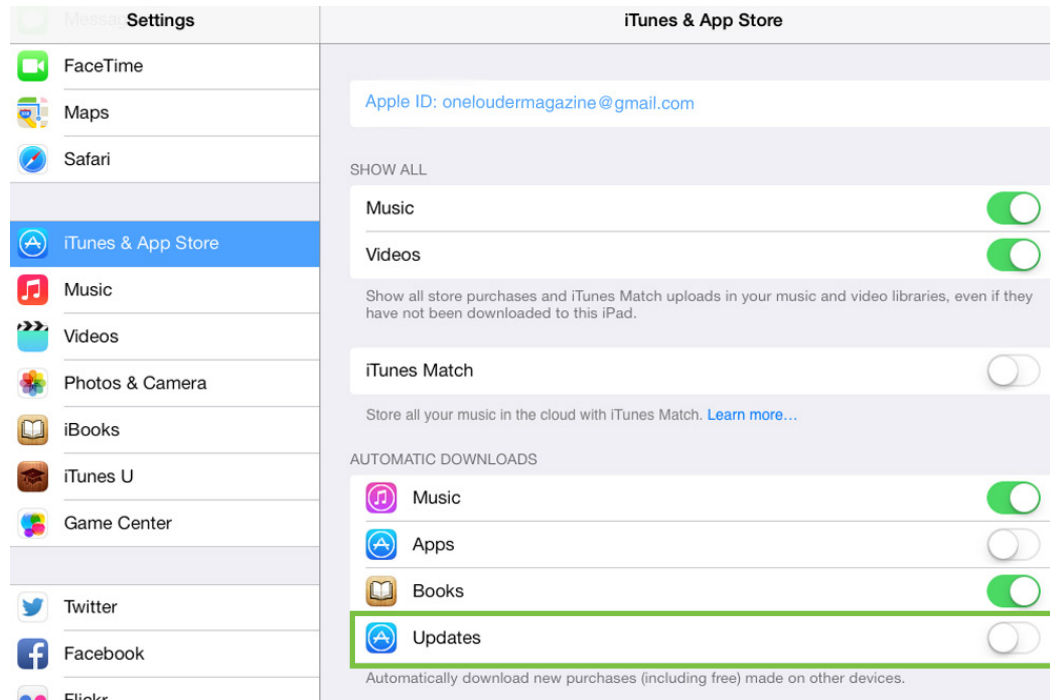 Messag
Settings
FaceTime
Maps
Safari
iTunes & App Store
Music
Videos
Photos & Camera
iBooks
iTunes U
Game Center
Twitter
Facebook
Flickr
iTunes & App Store
Apple ID: oneloudermagazine@gmail.com
SHOW ALL
Music
Videos
Show all store purchases and iTunes Match uploads in your music and video libraries, even if they
have not been downloaded to this iPad.
iTunes Match
Store all your music in the cloud with iTunes Match. Learn more...
AUTOMATIC DOWNLOADS
Music
Apps
Books
Updates
Automatically download new purchases (including free) made on other devices.